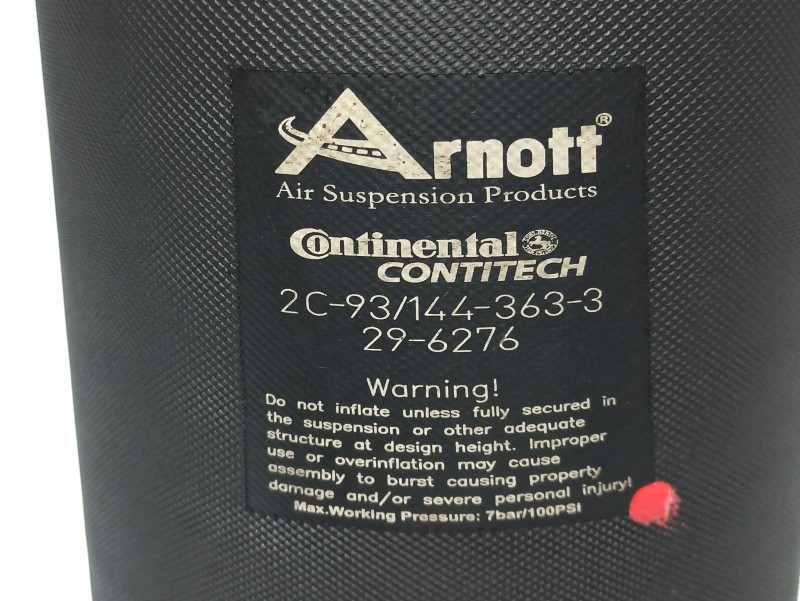 Arnott®
Air Suspension Products
Continental
CONTITECH
2C-93/144-363-3
29-6276
Warning!
Do not inflate unless fully secured in
the suspension or other adequate
structure at design height. Improper
use or overinflation may cause
assembly to burst causing property
damage and/or severe personal injury!
Max.Working Pressure: 7bar/100PSI